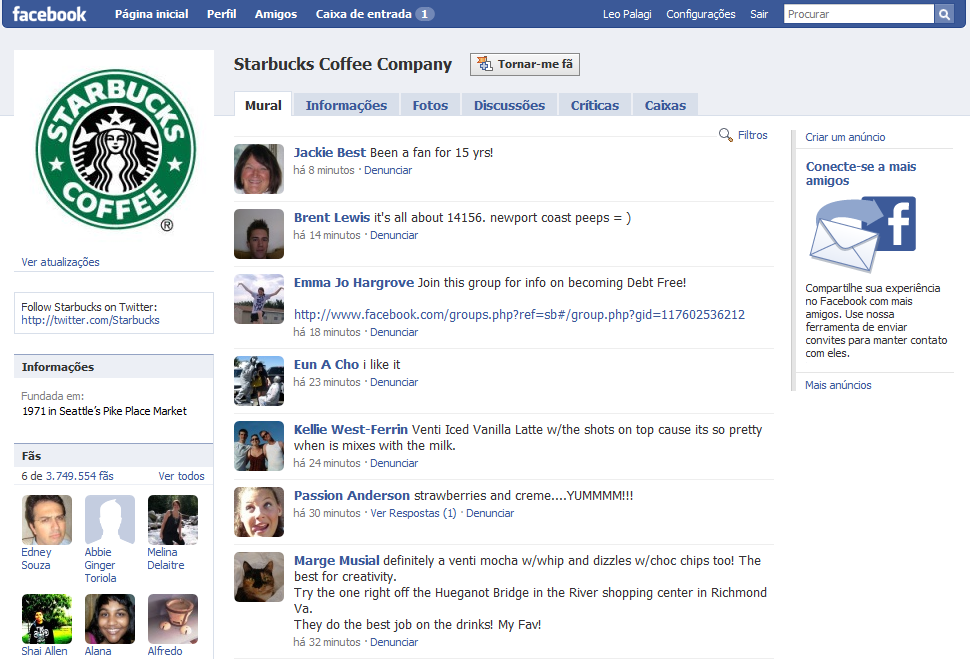 facebook Página inicial Perfil Amigos Caixa de entrada 1 Leo Palagi Configurações Sair Procurar
STARBUCKS COFFEE ®
Ver atualizações
Follow Starbucks on Twitter:
http://twitter.com/Starbucks
Informações
Fundada em:
1971 in Seattle's Pike Place Market
Fãs
6 de 3.749.554 fãs Ver todos
Edney Souza
Abbie Ginger Toriola
Melina Delaitre
Shai Allen
Alana
Alfredo
Starbucks Coffee Company Tornar-me fã
Mural Informações Fotos Discussões Críticas Caixas
Filtros
Jackie Best Been a fan for 15 yrs!
há 8 minutos · Denunciar
Brent Lewis it's all about 14156. newport coast peeps = )
há 14 minutos · Denunciar
Emma Jo Hargrove Join this group for info on becoming Debt Free!
http://www.facebook.com/groups.php?ref=sb#/group.php?gid=117602536212
há 18 minutos · Denunciar
Eun A Cho i like it
há 23 minutos · Denunciar
Kellie West-Ferrin Venti Iced Vanilla Latte w/the shots on top cause its so pretty
when is mixes with the milk.
há 24 minutos · Denunciar
Passion Anderson strawberries and creme....YUMMMM!!!
há 30 minutos · Ver Respostas (1) · Denunciar
Marge Musial definitely a venti mocha w/whip and dizzles w/choc chips too! The
best for creativity.
Try the one right off the Hueganot Bridge in the River shopping center in Richmond
Va.
They do the best job on the drinks! My Fav!
há 32 minutos · Denunciar
Criar um anúncio
Conecte-se a mais
amigos
f
Compartilhe sua experiência
no Facebook com mais
amigos. Use nossa
ferramenta de enviar
convites para manter contato
com eles.
Mais anúncios